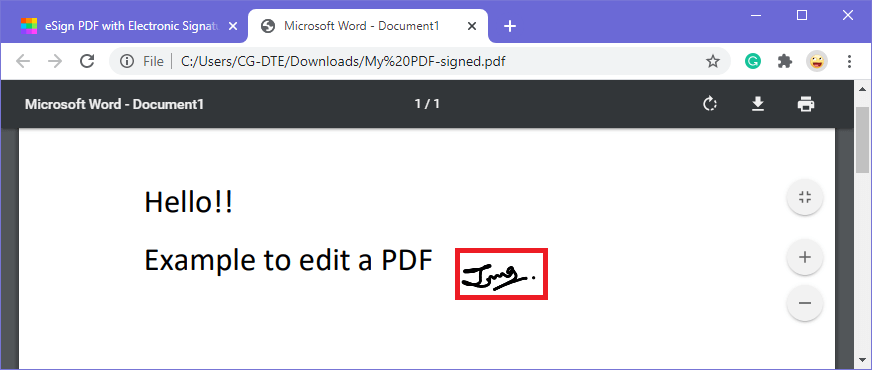 eSign PDF with Electronic Signatu
Microsoft Word - Document1
File | C:/Users/CG-DTE/Downloads/My%20PDF-signed.pdf
Microsoft Word - Document1
1 / 1
Hello!!
Example to edit a PDF